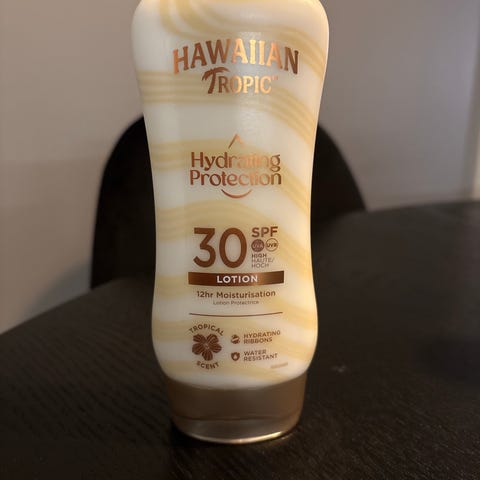 HAWAIIAN
TROPIC
Hydrating
Protection
30 SPF
UVA UVB
HIGH
HAUTE/
HOCH
LOTION
12hr Moisturisation
Lotion Protectrice
TROPICAL
SCENT
HYDRATING
RIBBONS
WATER
RESISTANT